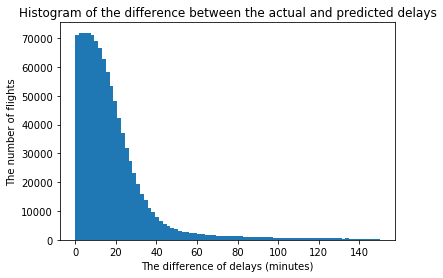 Histogram of the difference between the actual and predicted delays
The number of flights
70000
60000
50000
40000
30000
20000
10000
0
0 20 40 60 80 100 120 140
The difference of delays (minutes)